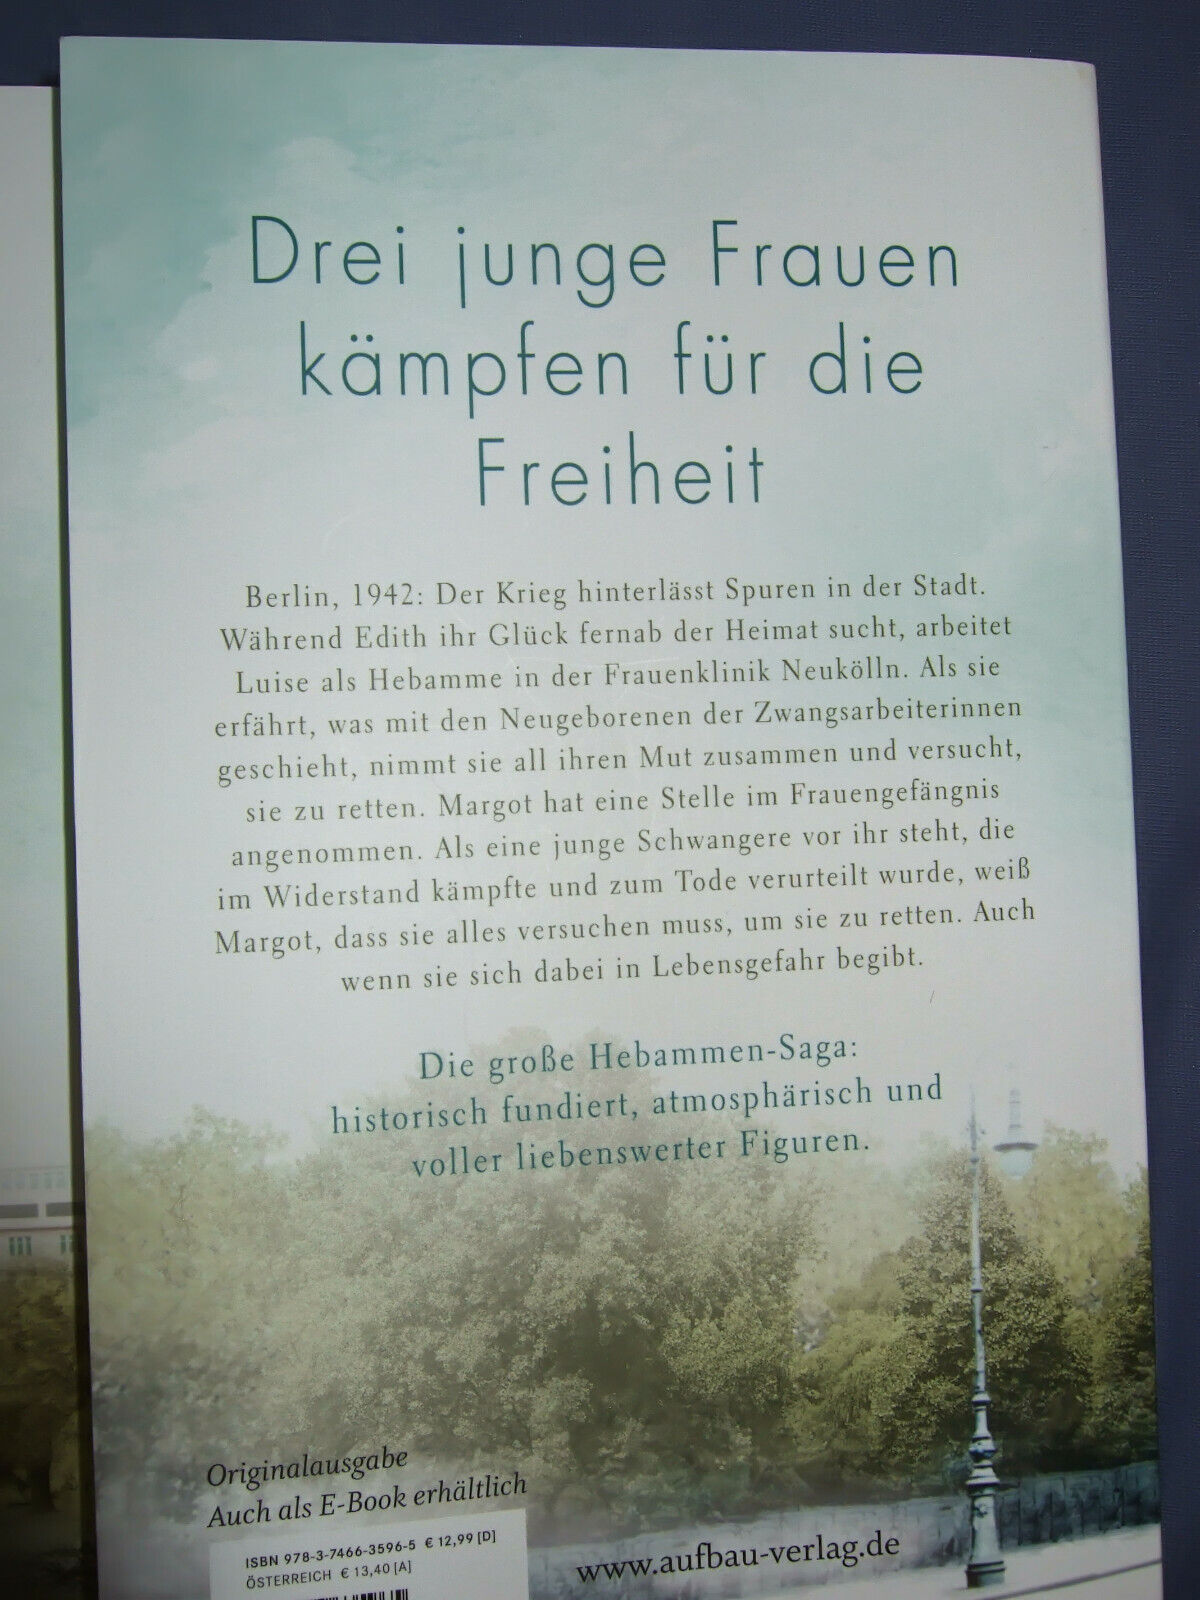 Drei junge Frauen
kämpfen für die
Freiheit
Berlin, 1942: Der Krieg hinterlässt Spuren in der Stadt.
Während Edith ihr Glück fernab der Heimat sucht, arbeitet
Luise als Hebamme in der Frauenklinik Neukölln. Als sie
erfährt, was mit den Neugeborenen der Zwangsarbeiterinnen
geschieht, nimmt sie all ihren Mut zusammen und versucht,
sie zu retten. Margot hat eine Stelle im Frauengefängnis
angenommen. Als eine junge Schwangere vor ihr steht, die
im Widerstand kämpfte und zum Tode verurteilt wurde, weiß
Margot, dass sie alles versuchen muss, um sie zu retten. Auch
wenn sie sich dabei in Lebensgefahr begibt.
Die große Hebammen-Saga:
historisch fundiert, atmosphärisch und
voller liebenswerter Figuren.
Originalausgabe
Auch als E-Book erhältlich
ISBN 978-3-7466-3596-5 € 12,99 [D]
ÖSTERREICH € 13,40 [A]
www.aufbau-verlag.de